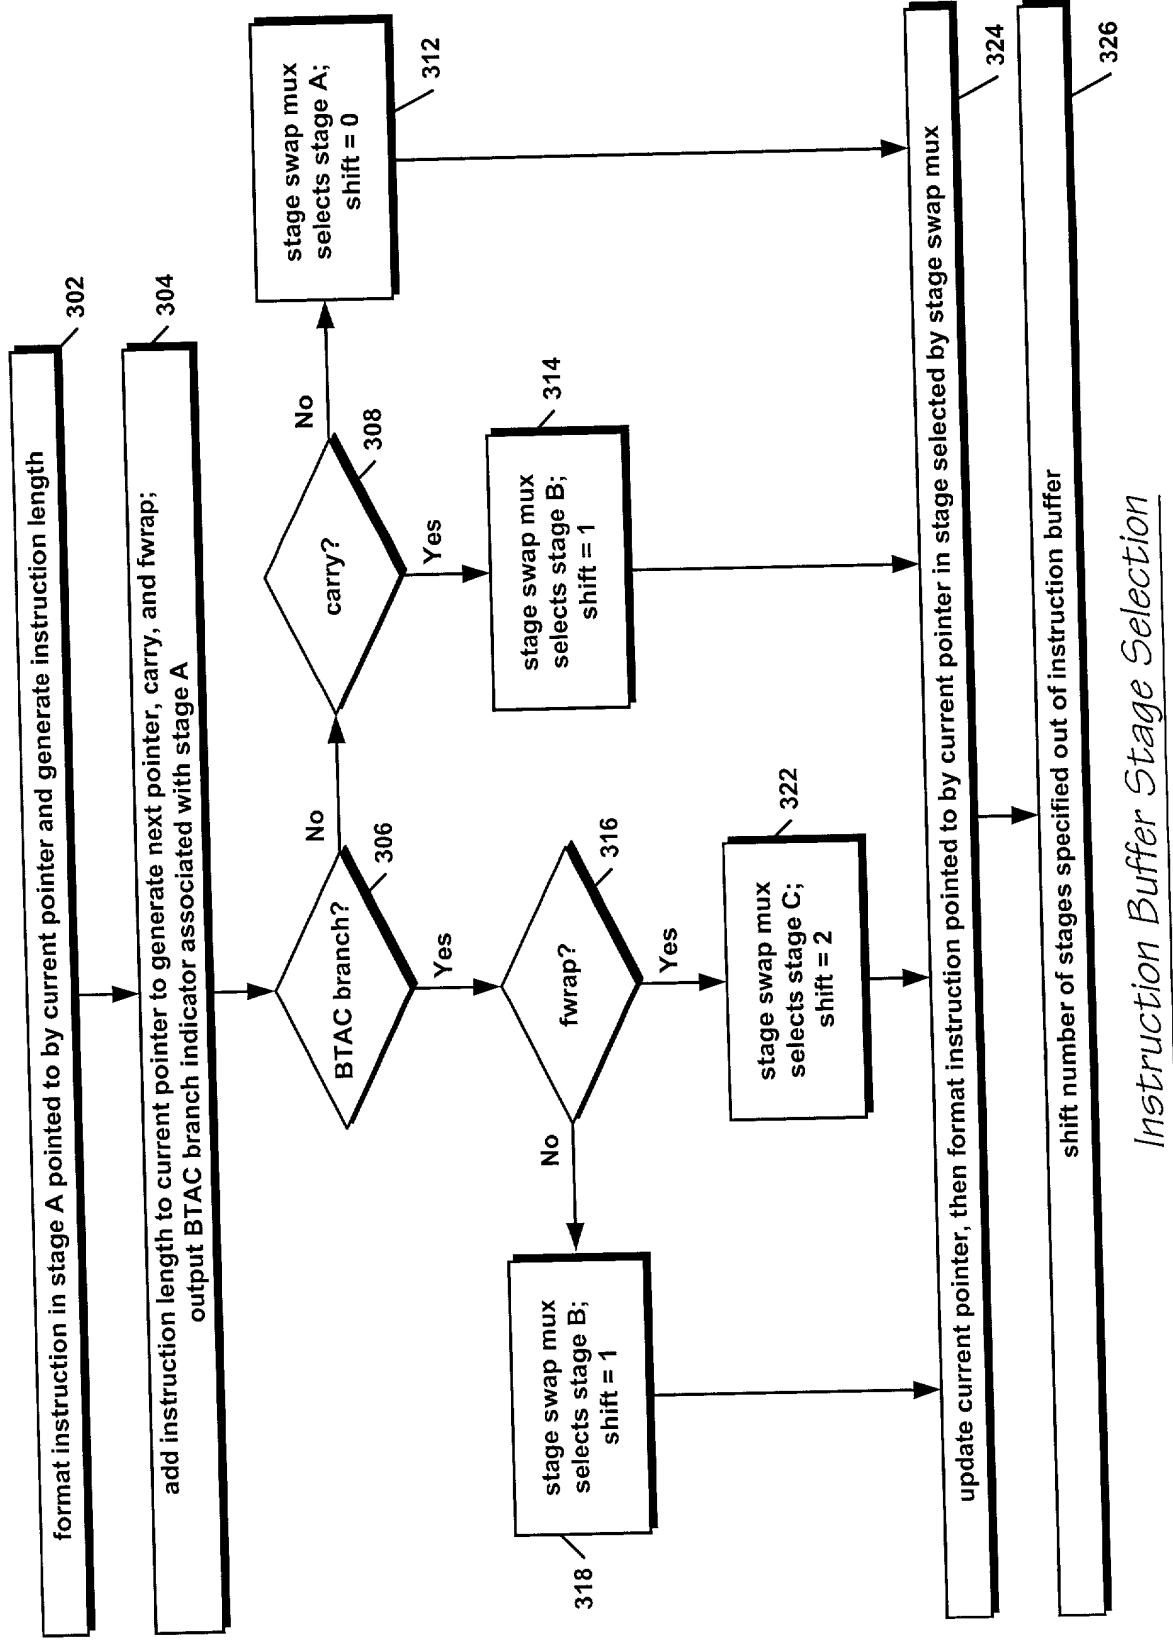 format instruction in stage A pointed to by current pointer and generate instruction length
302
add instruction length to current pointer to generate next pointer, carry, and fwrap;
output BTAC branch indicator associated with stage A
304
BTAC branch?
306
No
Yes
carry?
308
No
Yes
stage swap mux
selects stage A;
shift = 0
312
stage swap mux
selects stage B;
shift = 1
314
fwrap?
316
No
Yes
stage swap mux
selects stage B;
shift = 1
318
stage swap mux
selects stage C;
shift = 2
322
update current pointer, then format instruction pointed to by current pointer in stage selected by stage swap mux
324
shift number of stages specified out of instruction buffer
326
Instruction Buffer Stage Selection